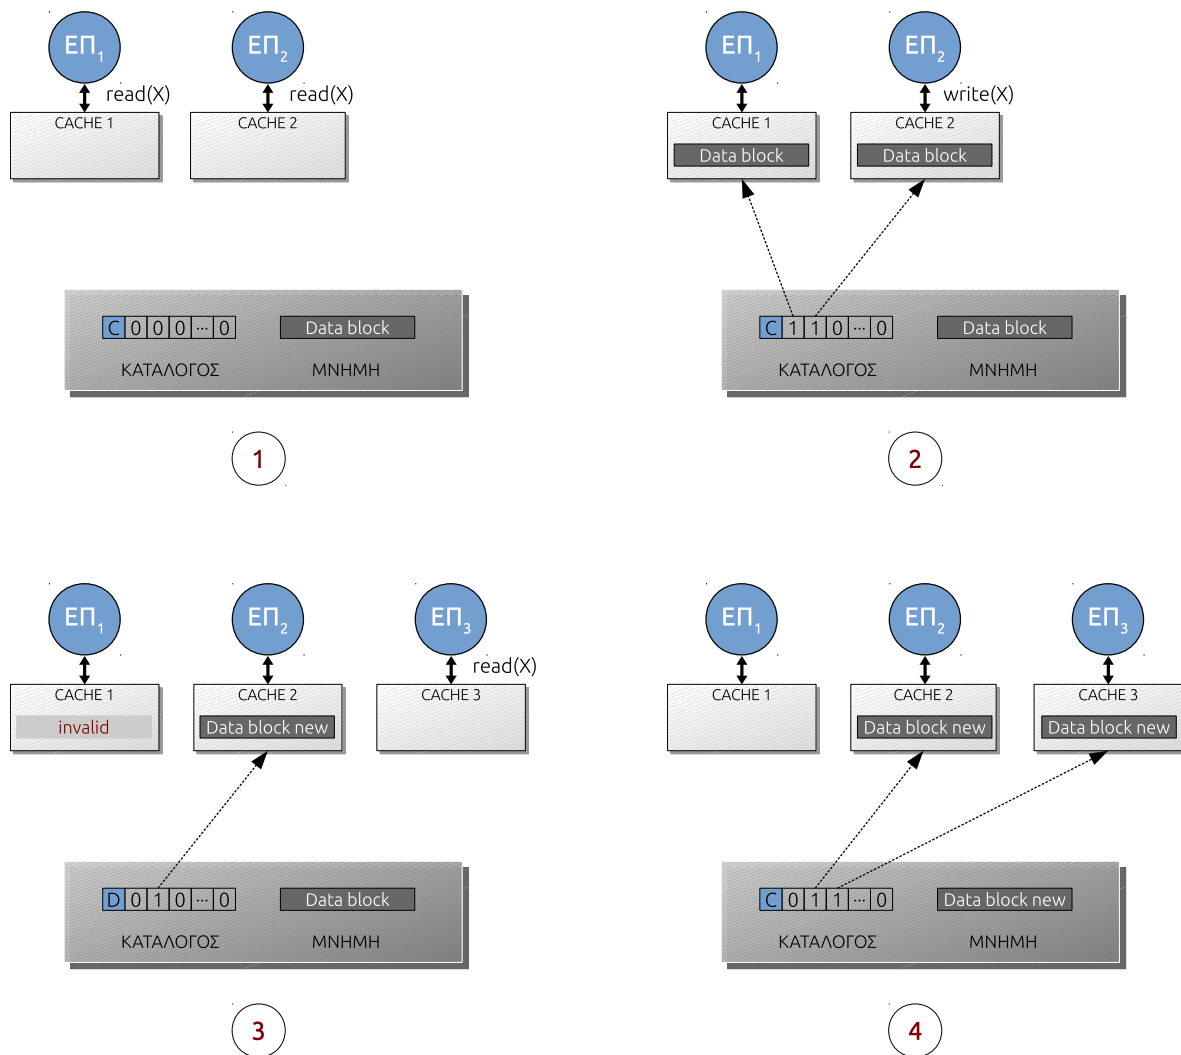 ΕΠ1 ΕΠ2
read(X) read(X)
CACHE 1 CACHE 2
C 0 0 0 ... 0 Data block
ΚΑΤΑΛΟΓΟΣ ΜΝΗΜΗ
1
ΕΠ1 ΕΠ2
write(X)
CACHE 1 CACHE 2
Data block Data block
C 1 1 0 ... 0 Data block
ΚΑΤΑΛΟΓΟΣ ΜΝΗΜΗ
2
ΕΠ1 ΕΠ2 ΕΠ3
read(X)
CACHE 1 CACHE 2 CACHE 3
invalid Data block new
D 0 1 0 ... 0 Data block
ΚΑΤΑΛΟΓΟΣ ΜΝΗΜΗ
3
ΕΠ1 ΕΠ2 ΕΠ3
CACHE 1 CACHE 2 CACHE 3
Data block new Data block new
C 0 1 1 ... 0 Data block new
ΚΑΤΑΛΟΓΟΣ ΜΝΗΜΗ
4